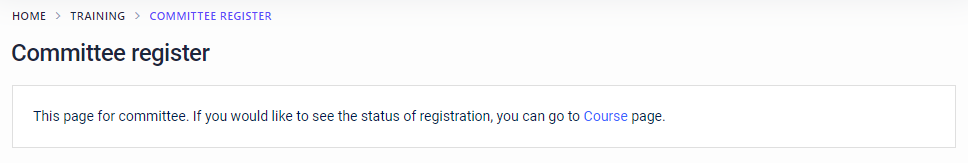 HOME > TRAINING > COMMITTEE REGISTER
Committee register
This page for committee. If you would like to see the status of registration, you can go to Course page.